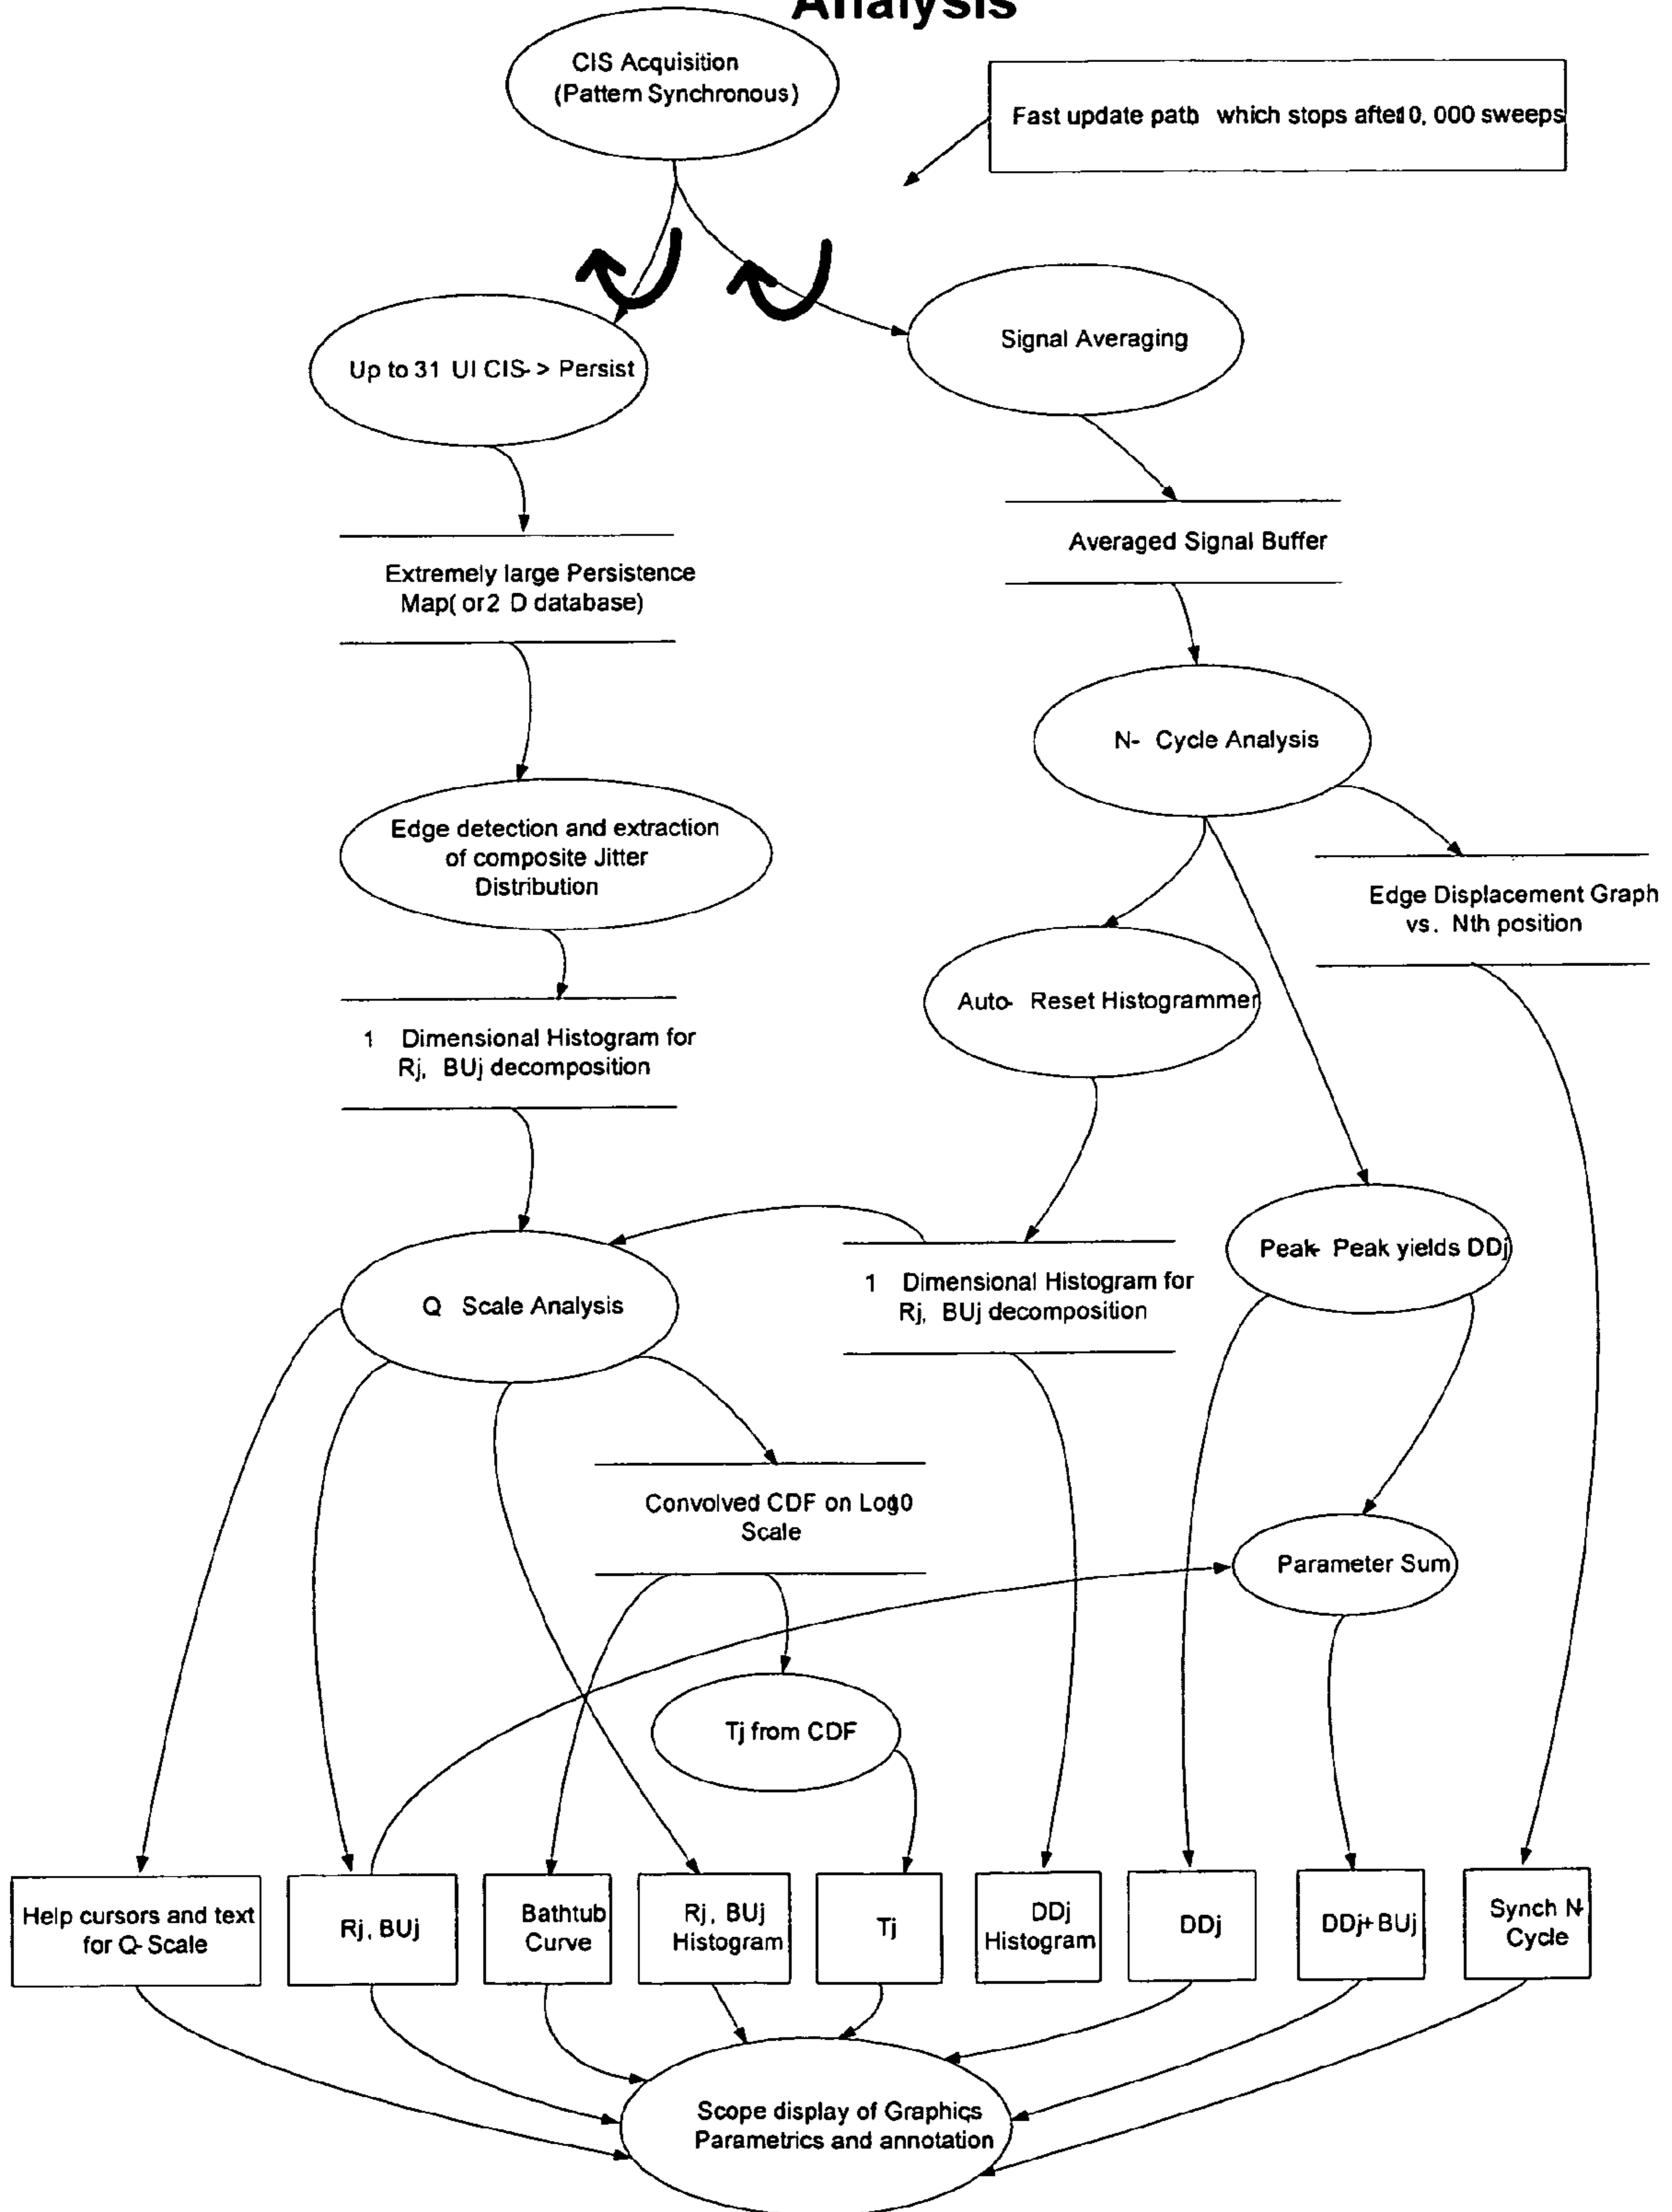 Analysis
CIS Acquisition
(Pattern Synchronous)
Fast update path which stops after10, 000 sweeps
Signal Averaging
Up to 31 UI CIS-> Persist
Averaged Signal Buffer
Extremely large Persistence
Map( or2 D database)
N- Cycle Analysis
Edge detection and extraction
of composite Jitter
Distribution
Edge Displacement Graph
vs. Nth position
Auto- Reset Histogrammer
1 Dimensional Histogram for
Rj, BUj decomposition
Peak- Peak yields DDj
Q Scale Analysis
1 Dimensional Histogram for
Rj, BUj decomposition
Convolved CDF on Log10
Scale
Parameter Sum
Tj from CDF
Help cursors and text
for Q-Scale
Rj, BUj
Bathtub
Curve
Rj, BUj
Histogram
Tj
DDj
Histogram
DDj
DDj+BUj
Synch N-
Cycle
Scope display of Graphics
Parametrics and annotation